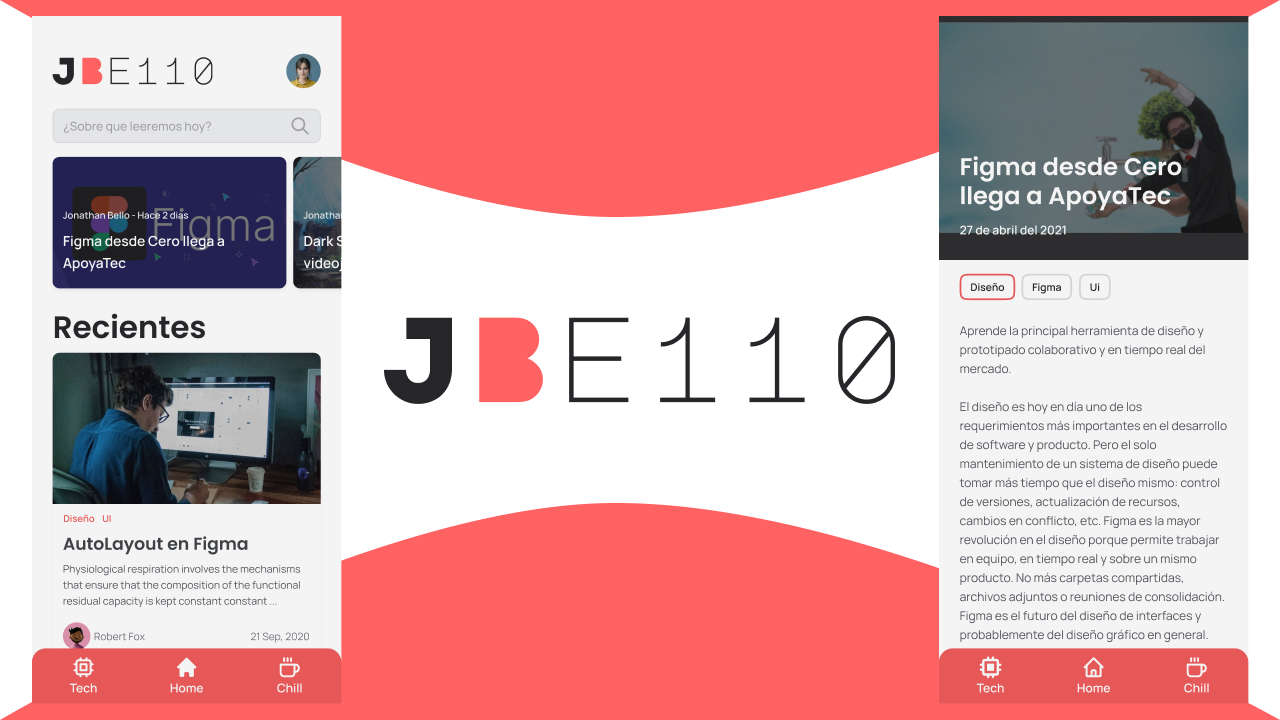 JBE110
¿Sobre que leeremos hoy?
Jonathan Bello - Hace 2 dias
Figma
Figma desde Cero llega a
ApoyaTec
Dark
Recientes
Diseño UI
AutoLayout en Figma
Physiological respiration involves the mechanisms
that ensure that the composition of the functional
residual capacity is kept constant constant ...
Robert Fox
21 Sep, 2020
Tech
Home
Chill
JBE110
Figma desde Cero
llega a ApoyaTec
27 de abril del 2021
Diseño
Figma
Ui
Aprende la principal herramienta de diseño y
prototipado colaborativo y en tiempo real del
mercado.
El diseño es hoy en día uno de los
requerimientos más importantes en el desarrollo
de software y producto. Pero el solo
mantenimiento de un sistema de diseño puede
tomar más tiempo que el diseño mismo: control
de versiones, actualización de recursos,
cambios en conflicto, etc. Figma es la mayor
revolución en el diseño porque permite trabajar
en equipo, en tiempo real y sobre un mismo
producto. No más carpetas compartidas,
archivos adjuntos o reuniones de consolidación.
Figma es el futuro del diseño de interfaces y
probablemente del diseño gráfico en general.
Tech
Home
Chill